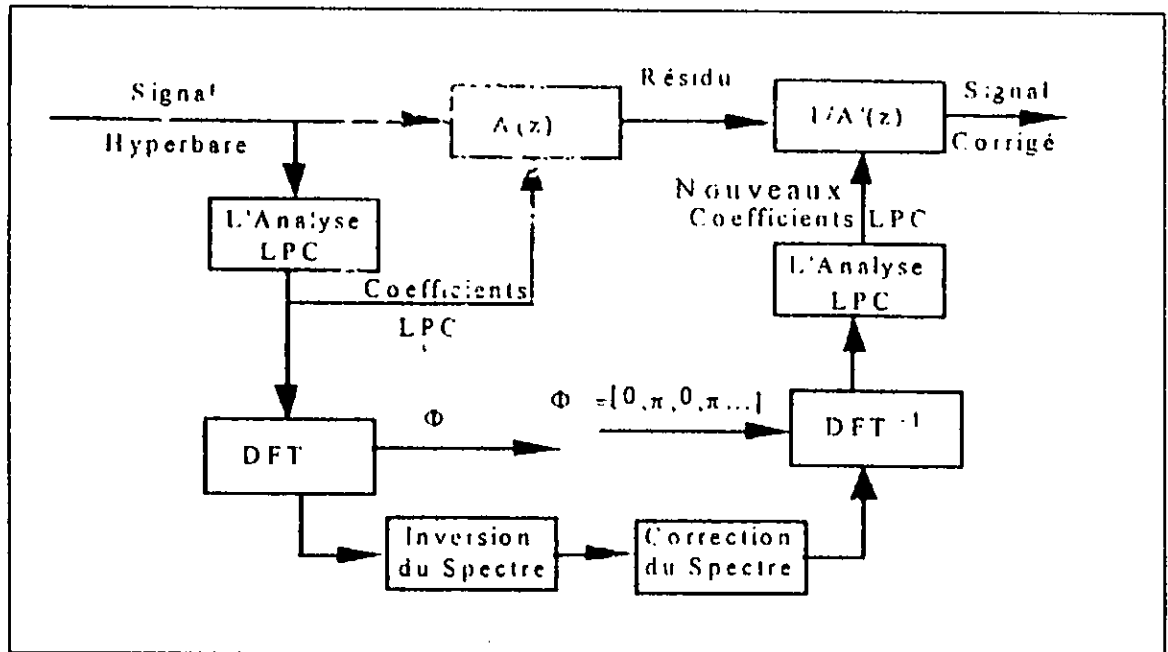 Signal
Hyperbare
A(z)
Résidu
1/A'(z)
Signal
Corrigé
L'Analyse
LPC
Coefficients
LPC
Nouveaux
Coefficients LPC
L'Analyse
LPC
DFT
Φ
Φ =[0,π,0,π...]
DFT -1
Inversion
du Spectre
Correction
du Spectre